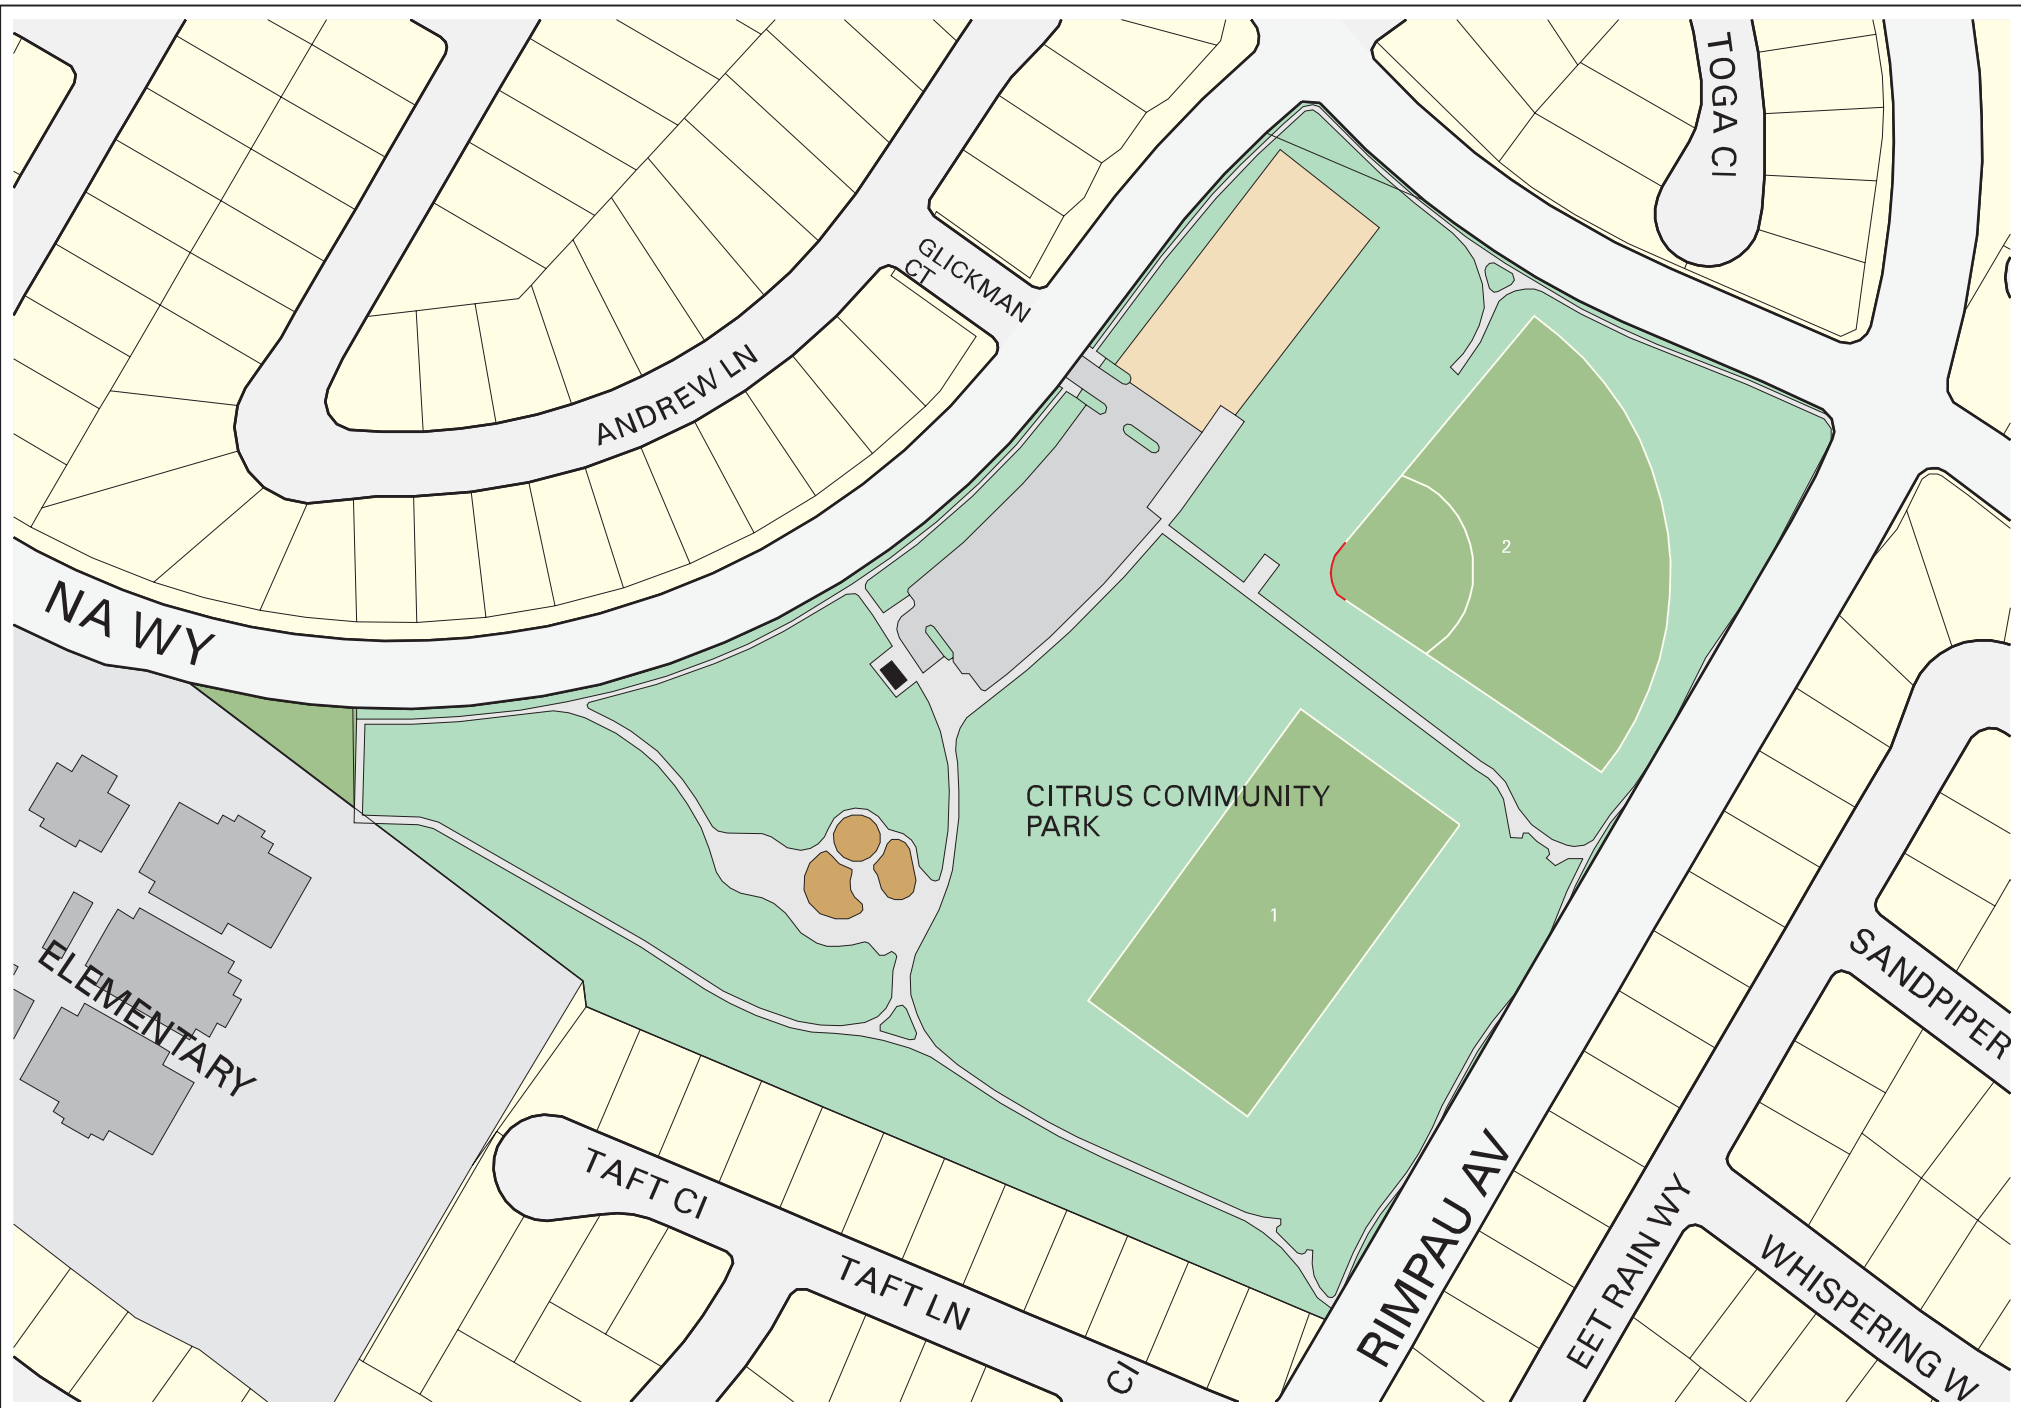 TOGA CI
GLICKMAN
CT
ANDREW LN
NA WY
2
CITRUS COMMUNITY
PARK
1
SANDPIPER
ELEMENTARY
TAFT CI
TAFT LN
CI
RIMPAU AV
EET RAIN WY
WHISPERING W